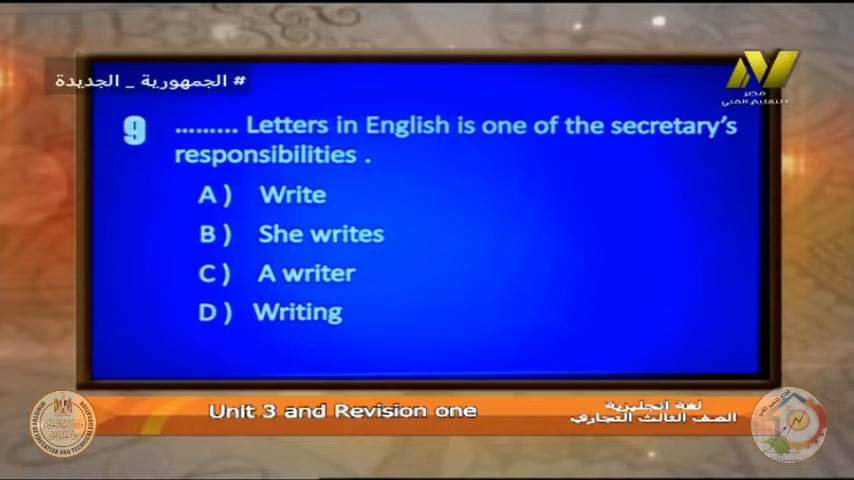 # الجمهورية _ الجديدة
مصر
التعليم الفني
9 ......... Letters in English is one of the secretary's
responsibilities .
A ) Write
B ) She writes
C ) A writer
D ) Writing
Unit 3 and Revision one
لغة انجليزية
الصف الثالث التجاري